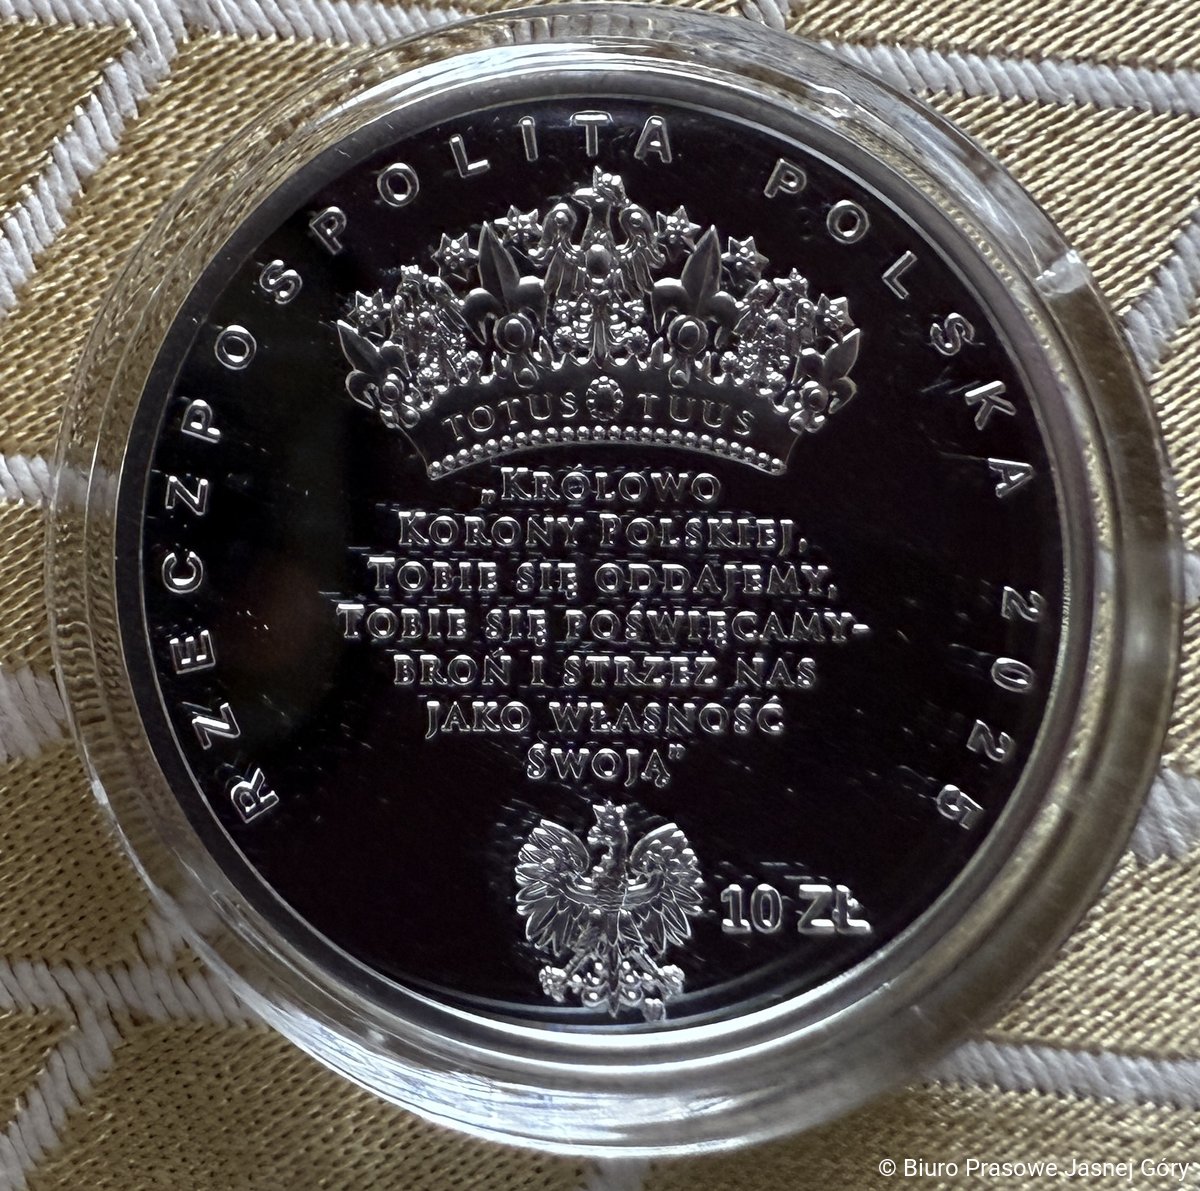 RZECZPOSPOLITA POLSKA 2025
TOTUS TUUS
„KRÓLOWO
KORONY POLSKIEJ,
TOBIE SIĘ ODDAJEMY,
TOBIE SIĘ POŚWIĘCAMY-
BROŃ I STRZEŻ NAS
JAKO WŁASNOŚĆ
SWOJĄ”
10 ZŁ
© Biuro Prasowe Jasnej Góry